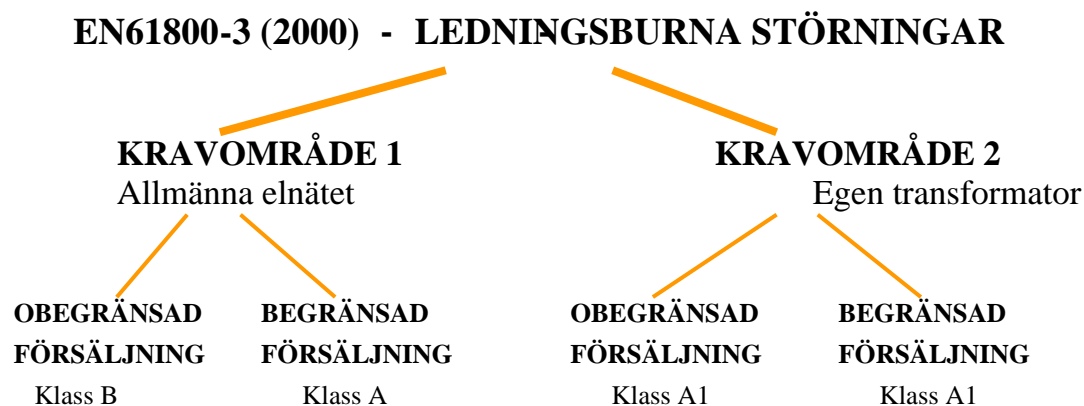 EN61800-3 (2000) - LEDNINGSBURNA STÖRNINGAR
KRAVOMRÅDE 1
Allmänna elnätet
KRAVOMRÅDE 2
Egen transformator
OBEGRÄNSAD
FÖRSÄLJNING
Klass B
BEGRÄNSAD
FÖRSÄLJNING
Klass A
OBEGRÄNSAD
FÖRSÄLJNING
Klass A1
BEGRÄNSAD
FÖRSÄLJNING
Klass A1